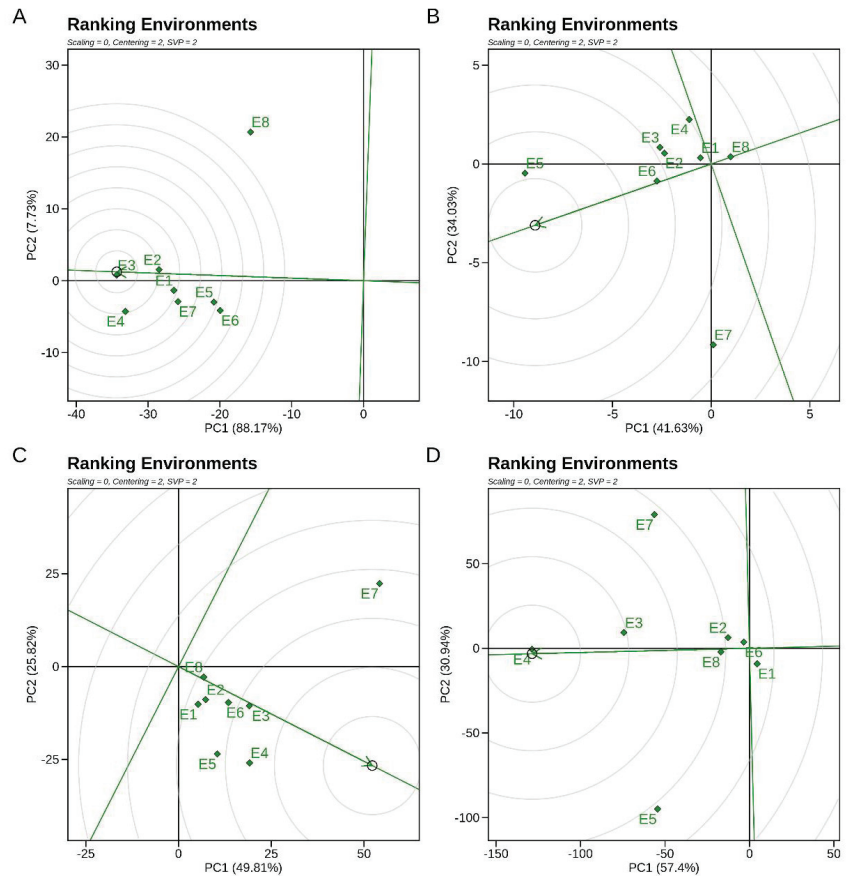 A
Ranking Environments
Scaling = 0, Centering = 2, SVP = 2
30
20
10
0
-10
PC2 (7.73%)
E8
E3
E2
E1
E7
E5
E6
E4
-40
-30
-20
-10
0
PC1 (88.17%)
B
Ranking Environments
Scaling = 0, Centering = 2, SVP = 2
5
0
-5
-10
PC2 (34.03%)
E4
E3
E1
E8
E2
E5
E6
E7
-10
-5
0
5
PC1 (41.63%)
C
Ranking Environments
Scaling = 0, Centering = 2, SVP = 2
25
0
-25
PC2 (25.82%)
E7
E8
E2
E1
E6
E3
E5
E4
-25
0
25
50
PC1 (49.81%)
D
Ranking Environments
Scaling = 0, Centering = 2, SVP = 2
50
0
-50
-100
PC2 (30.94%)
E7
E3
E2
E6
E4
E8
E1
E5
-150
-100
-50
0
50
PC1 (57.4%)